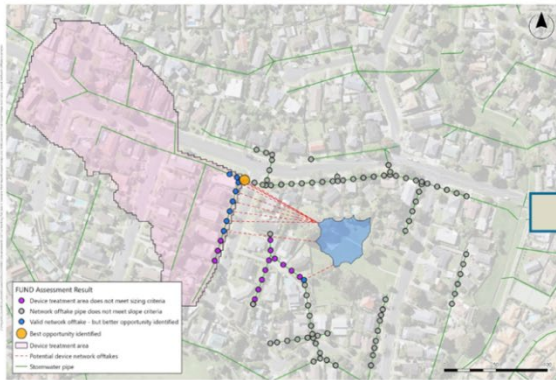 FUND Assessment Result
Device treatment area does not meet sizing criteria
Network offtake pipe does not meet slope criteria
Valid network offtake - but better opportunity identified
Best opportunity identified
Device treatment area
Potential device network offtakes
Stormwater pipe